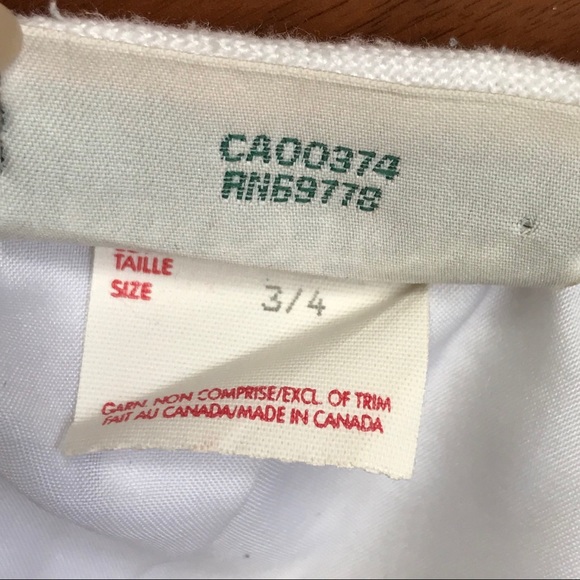 CA00374
RN69778
TAILLE
SIZE 3/4
GARN. NON COMPRISE/EXCL. OF TRIM
FAIT AU CANADA/MADE IN CANADA